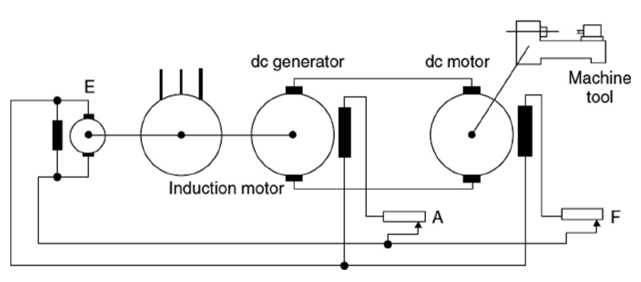 dc generator
dc motor
Machine
tool
E
Induction motor
A
F